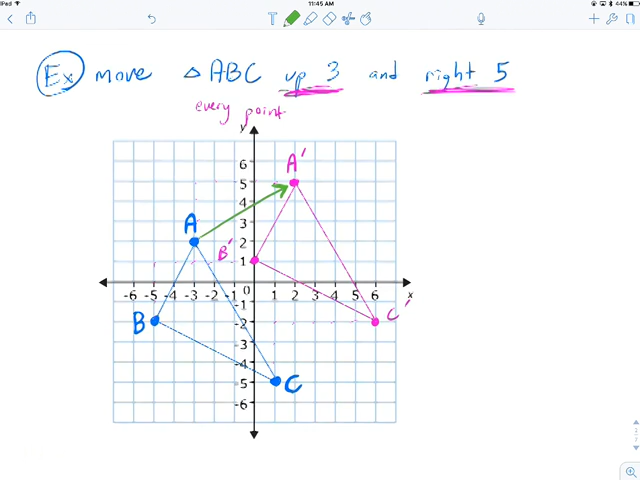 iPad 11:45 AM 44%
T
Ex move △ABC up 3 and right 5
every point
y
A'
6
5
4
A 3
2
B' 1
-6 -5 -4 -3 -2 -1 0 1 2 3 4 5 6 x
-1
B -2 C'
-3
-4
-5 C
-6